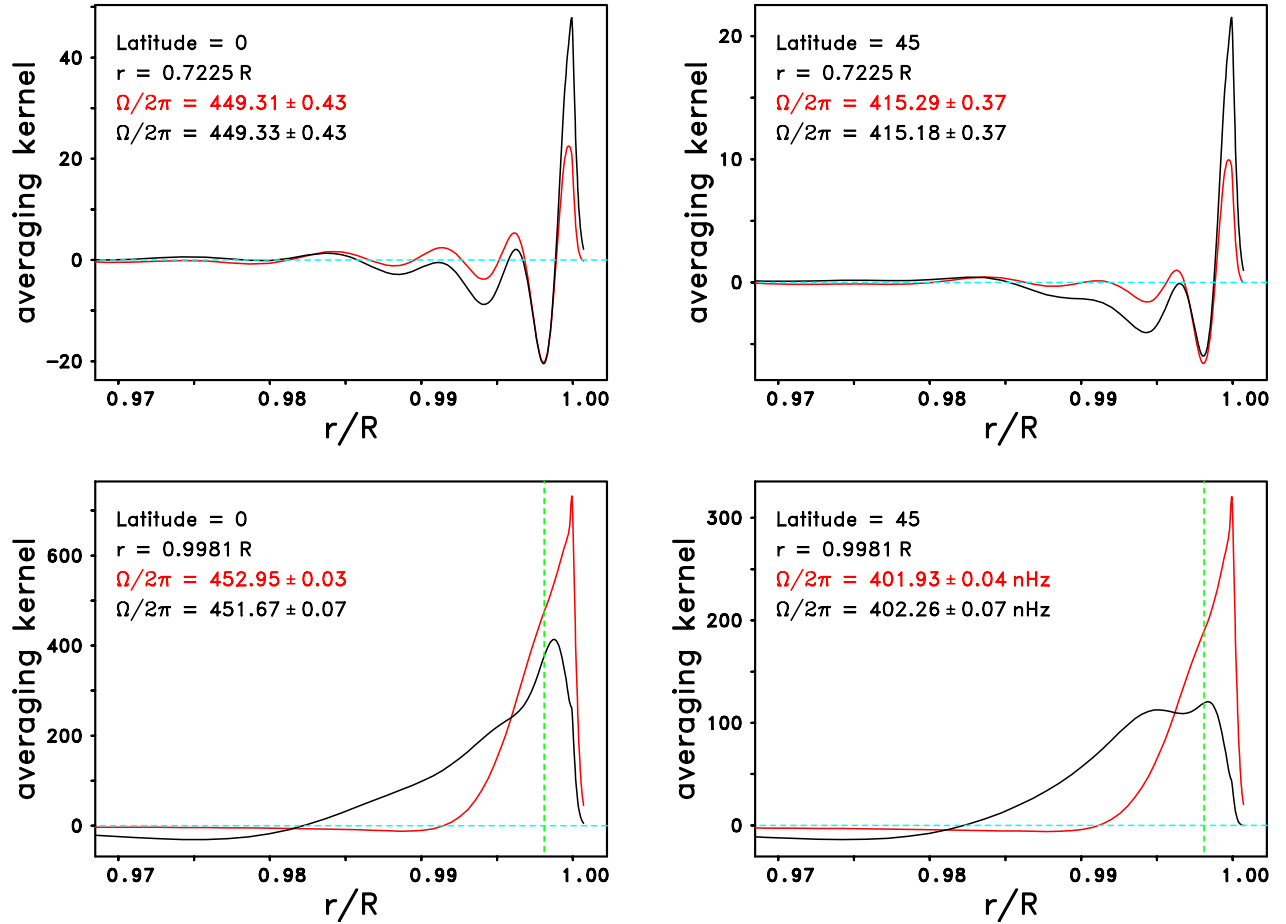 Latitude = 0
r = 0.7225 R
Ω/2π = 449.31 ± 0.43
Ω/2π = 449.33 ± 0.43
averaging kernel
40
20
0
−20
0.97 0.98 0.99 1.00
r/R
Latitude = 45
r = 0.7225 R
Ω/2π = 415.29 ± 0.37
Ω/2π = 415.18 ± 0.37
averaging kernel
20
10
0
0.97 0.98 0.99 1.00
r/R
Latitude = 0
r = 0.9981 R
Ω/2π = 452.95 ± 0.03
Ω/2π = 451.67 ± 0.07
averaging kernel
600
400
200
0
0.97 0.98 0.99 1.00
r/R
Latitude = 45
r = 0.9981 R
Ω/2π = 401.93 ± 0.04 nHz
Ω/2π = 402.26 ± 0.07 nHz
averaging kernel
300
200
100
0
0.97 0.98 0.99 1.00
r/R